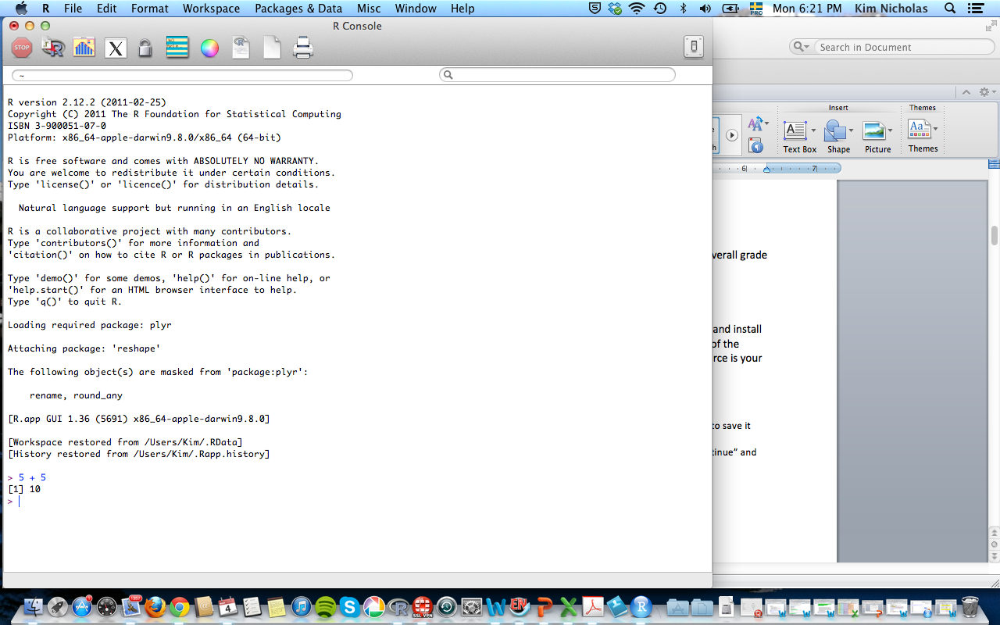 R File Edit Format Workspace Packages & Data Misc Window Help PRO Mon 6:21 PM Kim Nicholas
R Console
STOP
~
Search in Document
Insert Themes
Text Box Shape Picture Themes
6 7
R version 2.12.2 (2011-02-25)
Copyright (C) 2011 The R Foundation for Statistical Computing
ISBN 3-900051-07-0
Platform: x86_64-apple-darwin9.8.0/x86_64 (64-bit)
R is free software and comes with ABSOLUTELY NO WARRANTY.
You are welcome to redistribute it under certain conditions.
Type 'license()' or 'licence()' for distribution details.
Natural language support but running in an English locale
R is a collaborative project with many contributors.
Type 'contributors()' for more information and
'citation()' on how to cite R or R packages in publications.
Type 'demo()' for some demos, 'help()' for on-line help, or
'help.start()' for an HTML browser interface to help.
Type 'q()' to quit R.
Loading required package: plyr
Attaching package: 'reshape'
The following object(s) are masked from 'package:plyr':
rename, round_any
[R.app GUI 1.36 (5691) x86_64-apple-darwin9.8.0]
[Workspace restored from /Users/Kim/.RData]
[History restored from /Users/Kim/.Rapp.history]
> 5 + 5
[1] 10
>
verall grade
and install
of the
rce is your
to save it
tinue” and
4
SSL VPN